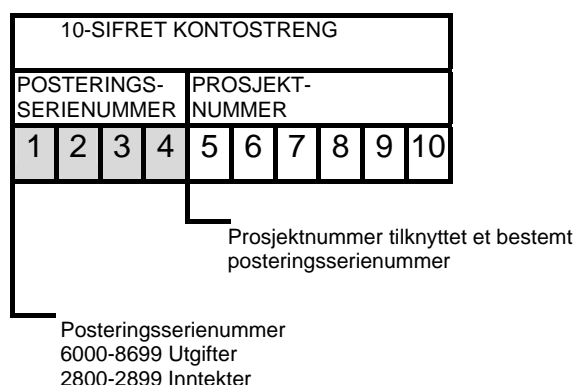 10-SIFRET KONTOSTRENG
POSTERINGS- PROSJEKT-
SERIENUMMER NUMMER
1 2 3 4 5 6 7 8 9 10
Prosjektnummer tilknyttet et bestemt
posteringsserienummer
Posteringsserienummer
6000-8699 Utgifter
2800-2899 Inntekter